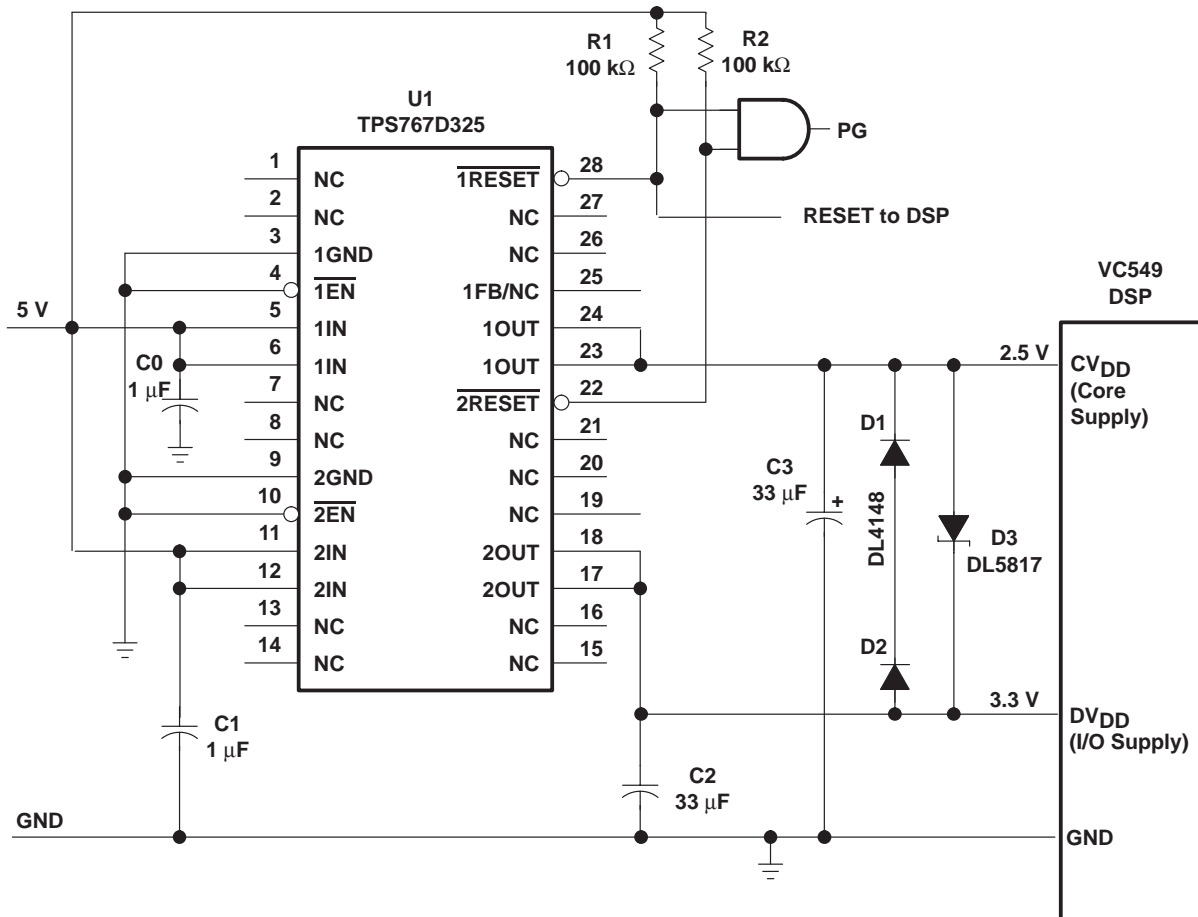 R1
100 kΩ
R2
100 kΩ
U1
TPS767D325
PG
1 NC 1RESET 28
2 NC NC 27
3 1GND NC 26
4 1EN 1FB/NC 25
5 1IN 1OUT 24
6 1IN 1OUT 23
7 NC 2RESET 22
8 NC NC 21
9 2GND NC 20
10 2EN NC 19
11 2IN 2OUT 18
12 2IN 2OUT 17
13 NC NC 16
14 NC NC 15
RESET to DSP
5 V
C0
1 μF
C1
1 μF
GND
VC549
DSP
2.5 V
CVDD
(Core
Supply)
D1
C3
33 μF
+
DL4148
D3
DL5817
D2
3.3 V
DVDD
(I/O Supply)
C2
33 μF
GND